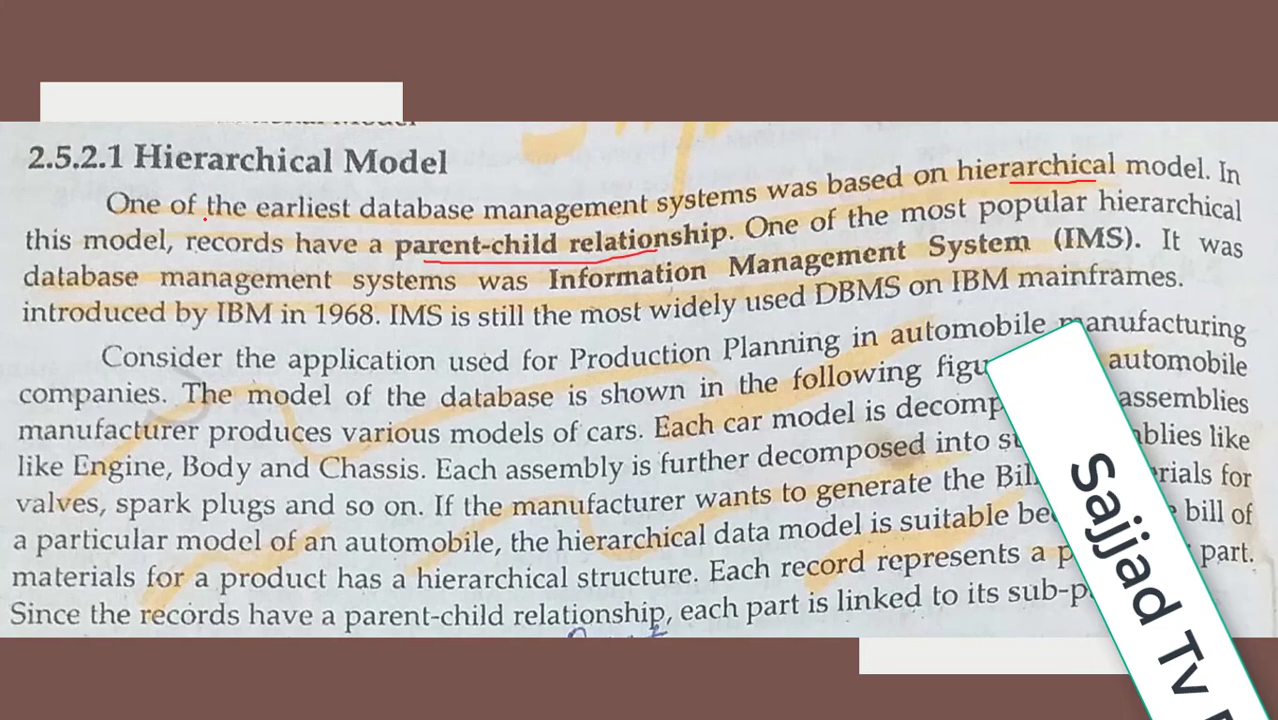 2.5.2.1 Hierarchical Model
One of the earliest database management systems was based on hierarchical model. In
this model, records have a parent-child relationship. One of the most popular hierarchical
database management systems was Information Management System (IMS). It was
introduced by IBM in 1968. IMS is still the most widely used DBMS on IBM mainframes.
Consider the application used for Production Planning in automobile manufacturing
companies. The model of the database is shown in the following automobile
manufacturer produces various models of cars. Each car model is assemblies
like Engine, Body and Chassis. Each assembly is further decomposed into like
valves, spark plugs and so on. If the manufacturer wants to generate the for
a particular model of an automobile, the hierarchical data model is suitable bill of
materials for a product has a hierarchical structure. Each record represents a part.
Since the records have a parent-child relationship, each part is linked to its
Sajjad Tv